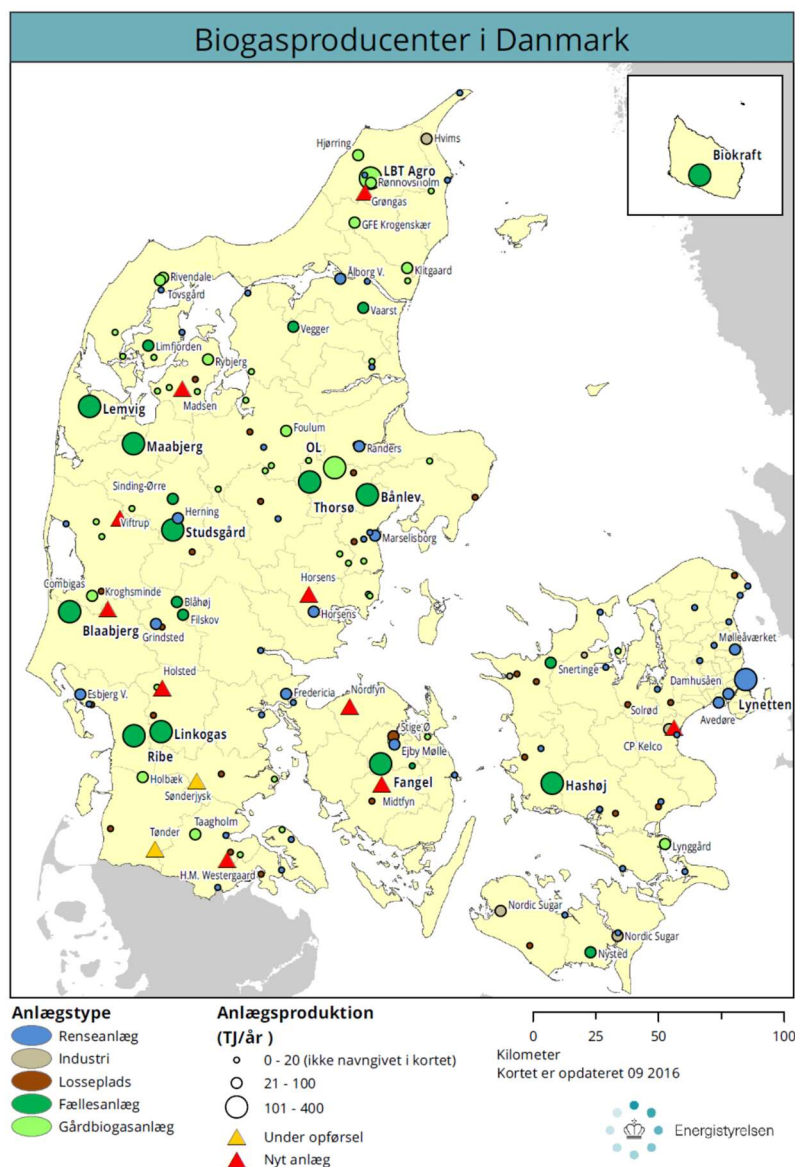 Biogasproducenter i Danmark
Biokraft
Hvims
Hjørring
LBT Agro
Rønnovsholm
Grøngas
GFE Krogenskær
Klitgaard
Ålborg V.
Rivendale
Tovsgård
Vaarst
Vegger
Limfjorden
Rybjerg
Madsen
Lemvig
Foulum
Maabjerg
OL
Randers
Sinding-Ørre
Thorsø
Bånlev
Viftrup
Herning
Studsgård
Marselisborg
Combigas
Kroghsminde
Horsens
Blåhøj
Filskov
Horsens
Blaabjerg
Grindsted
Mølleåværket
Snertinge
Holsted
Damhusåen
Esbjerg V.
Fredericia
Nordfyn
Lynetten
Solrød
Avedøre
Stige Ø
Linkogas
CP Kelco
Ribe
Ejby Mølle
Holbæk
Fangel
Hashøj
Sønderjysk
Midtfyn
Taagholm
Tønder
Lynggård
H.M. Westergaard
Nordic Sugar
Nordic Sugar
Nysted
Anlægstype
Renseanlæg
Industri
Losseplads
Fællesanlæg
Gårdbiogasanlæg
Anlægsproduktion
(TJ/år )
0 - 20 (ikke navngivet i kortet)
21 - 100
101 - 400
Under opførsel
Nyt anlæg
0 25 50 100
Kilometer
Kortet er opdateret 09 2016
Energistyrelsen